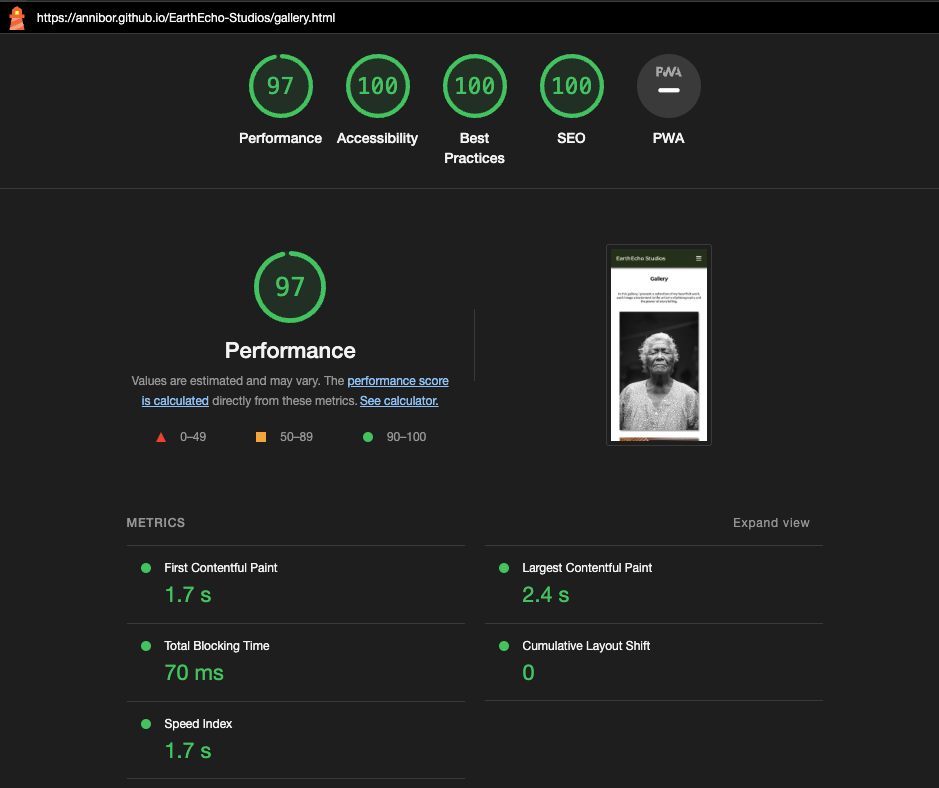 https://annibor.github.io/EarthEcho-Studios/gallery.html
97
100
100
100
PWA
Performance
Accessibility
Best
Practices
SEO
PWA
97
Performance
Values are estimated and may vary. The performance score
is calculated directly from these metrics. See calculator.
0–49
50–89
90–100
EarthEcho Studios
Gallery
METRICS
Expand view
First Contentful Paint
1.7 s
Largest Contentful Paint
2.4 s
Total Blocking Time
70 ms
Cumulative Layout Shift
0
Speed Index
1.7 s